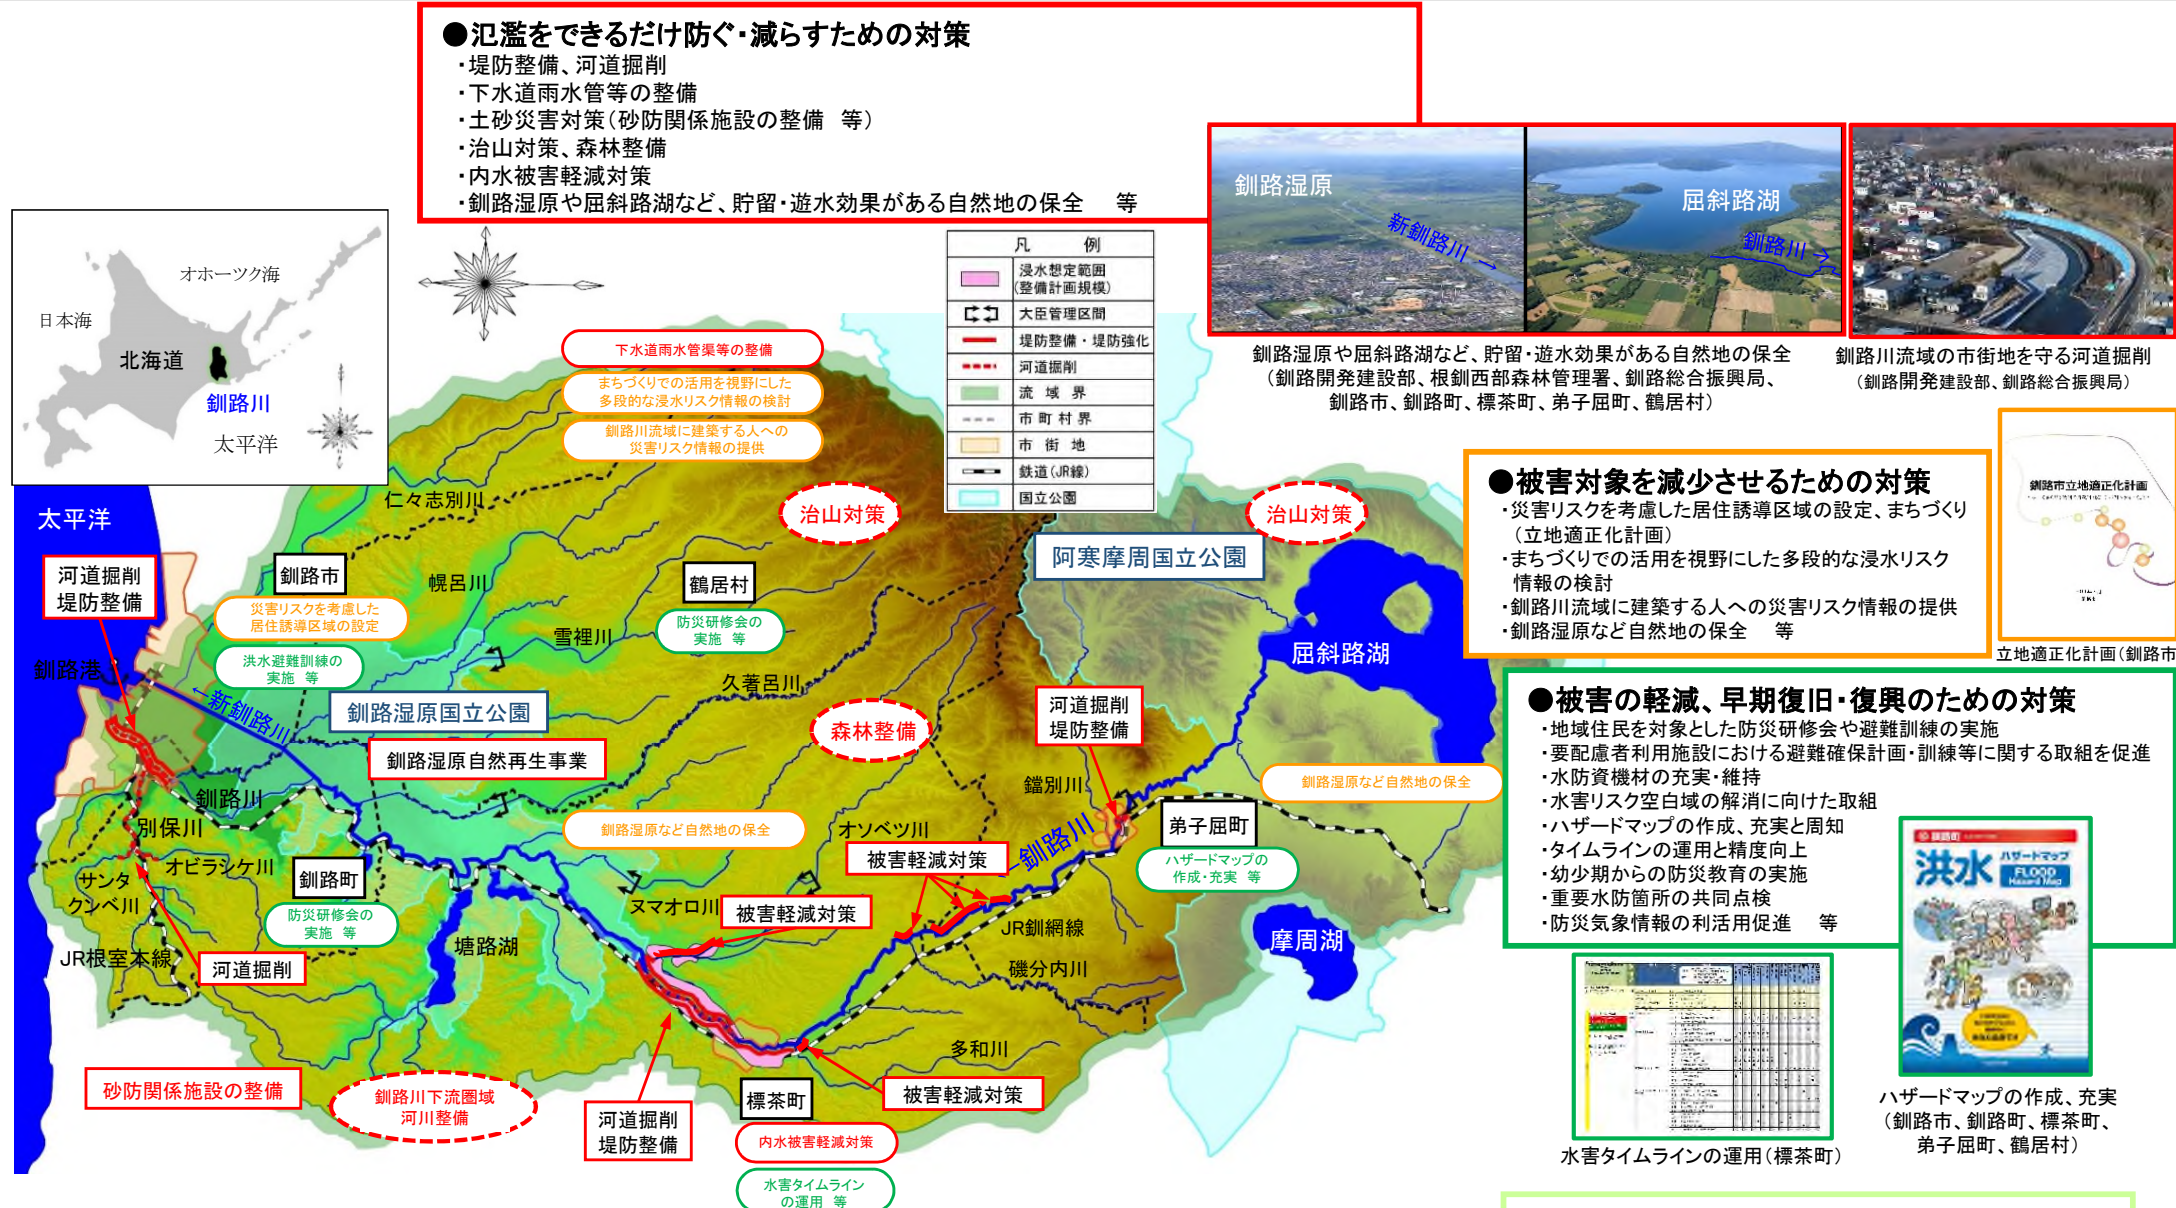 ●氾濫をできるだけ防ぐ・減らすための対策
・堤防整備、河道掘削
・下水道雨水管等の整備
・土砂災害対策(砂防関係施設の整備　等)
・治山対策、森林整備
・内水被害軽減対策
・釧路湿原や屈斜路湖など、貯留・遊水効果がある自然地の保全　等
釧路湿原
新釧路川→
屈斜路湖
釧路川→
釧路湿原や屈斜路湖など、貯留・遊水効果がある自然地の保全
(釧路開発建設部、根釧西部森林管理署、釧路総合振興局、
釧路市、釧路町、標茶町、弟子屈町、鶴居村)
釧路川流域の市街地を守る河道掘削
(釧路開発建設部、釧路総合振興局)
オホーツク海
日本海
北海道
釧路川
太平洋
凡　例
浸水想定範囲
(整備計画規模)
大臣管理区間
堤防整備・堤防強化
河道掘削
流域界
市町村界
市街地
鉄道(JR線)
国立公園
下水道雨水管渠等の整備
まちづくりでの活用を視野にした
多段的な浸水リスク情報の検討
釧路川流域に建築する人への
災害リスク情報の提供
治山対策
治山対策
●被害対象を減少させるための対策
・災害リスクを考慮した居住誘導区域の設定、まちづくり
(立地適正化計画)
・まちづくりでの活用を視野にした多段的な浸水リスク
情報の検討
・釧路川流域に建築する人への災害リスク情報の提供
・釧路湿原など自然地の保全　等
釧路市立地適正化計画
立地適正化計画(釧路市
太平洋
仁々志別川
河道掘削
堤防整備
釧路市
災害リスクを考慮した
居住誘導区域の設定
洪水避難訓練の
実施 等
幌呂川
雪裡川
鶴居村
防災研修会の
実施 等
久著呂川
阿寒摩周国立公園
屈斜路湖
釧路港
←新釧路川
釧路湿原国立公園
釧路湿原自然再生事業
森林整備
河道掘削
堤防整備
鐺別川
釧路湿原など自然地の保全
釧路湿原など自然地の保全
釧路川
別保川
オビラシケ川
サンタ
クンベ川
釧路町
防災研修会の
実施 等
JR根室本線
河道掘削
塘路湖
ヌマオロ川
オソベツ川
被害軽減対策
被害軽減対策
←釧路川
弟子屈町
ハザードマップの
作成・充実 等
JR釧網線
磯分内川
摩周湖
多和川
砂防関係施設の整備
釧路川下流圏域
河川整備
河道掘削
堤防整備
標茶町
被害軽減対策
内水被害軽減対策
水害タイムライン
の運用 等
●被害の軽減、早期復旧・復興のための対策
・地域住民を対象とした防災研修会や避難訓練の実施
・要配慮者利用施設における避難確保計画・訓練等に関する取組を促進
・水防資機材の充実・維持
・水害リスク空白域の解消に向けた取組
・ハザードマップの作成、充実と周知
・タイムラインの運用と精度向上
・幼少期からの防災教育の実施
・重要水防箇所の共同点検
・防災気象情報の利活用促進　等
釧路町
洪水
ハザードマップ
FLOOD
Hazard Map
水害タイムラインの運用(標茶町)
ハザードマップの作成、充実
(釧路市、釧路町、標茶町、
弟子屈町、鶴居村)